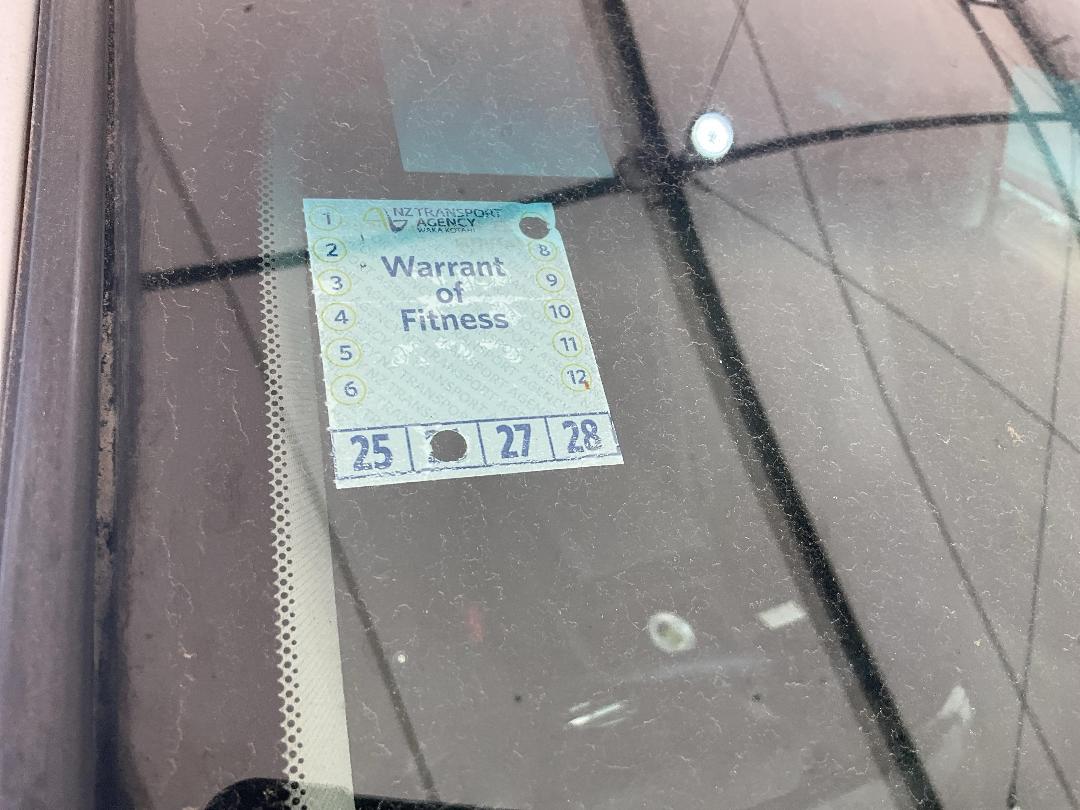 NZ TRANSPORT
AGENCY
WAKA KOTAHI
1
2
3
4
5
6
8
9
10
11
12
Warrant
of
Fitness
25 27 28